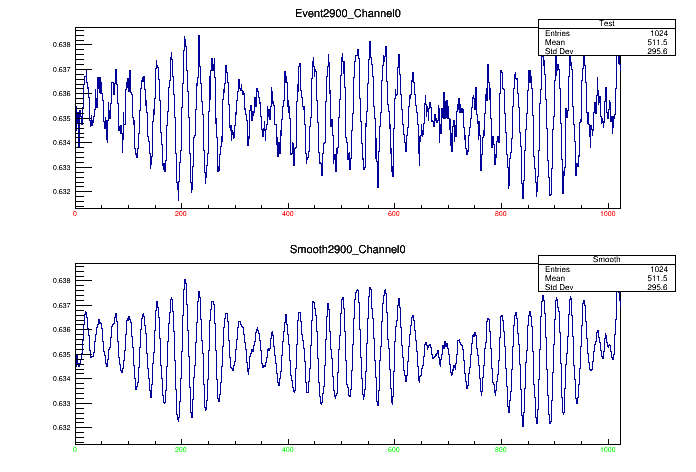 Event2900_Channel0
Test
Entries 1024
Mean 511.5
Std Dev 295.6
0.638
0.637
0.636
0.635
0.634
0.633
0.632
0 200 400 600 800 1000
Smooth2900_Channel0
Smooth
Entries 1024
Mean 511.5
Std Dev 295.6
0.638
0.637
0.636
0.635
0.634
0.633
0.632
0 200 400 600 800 1000